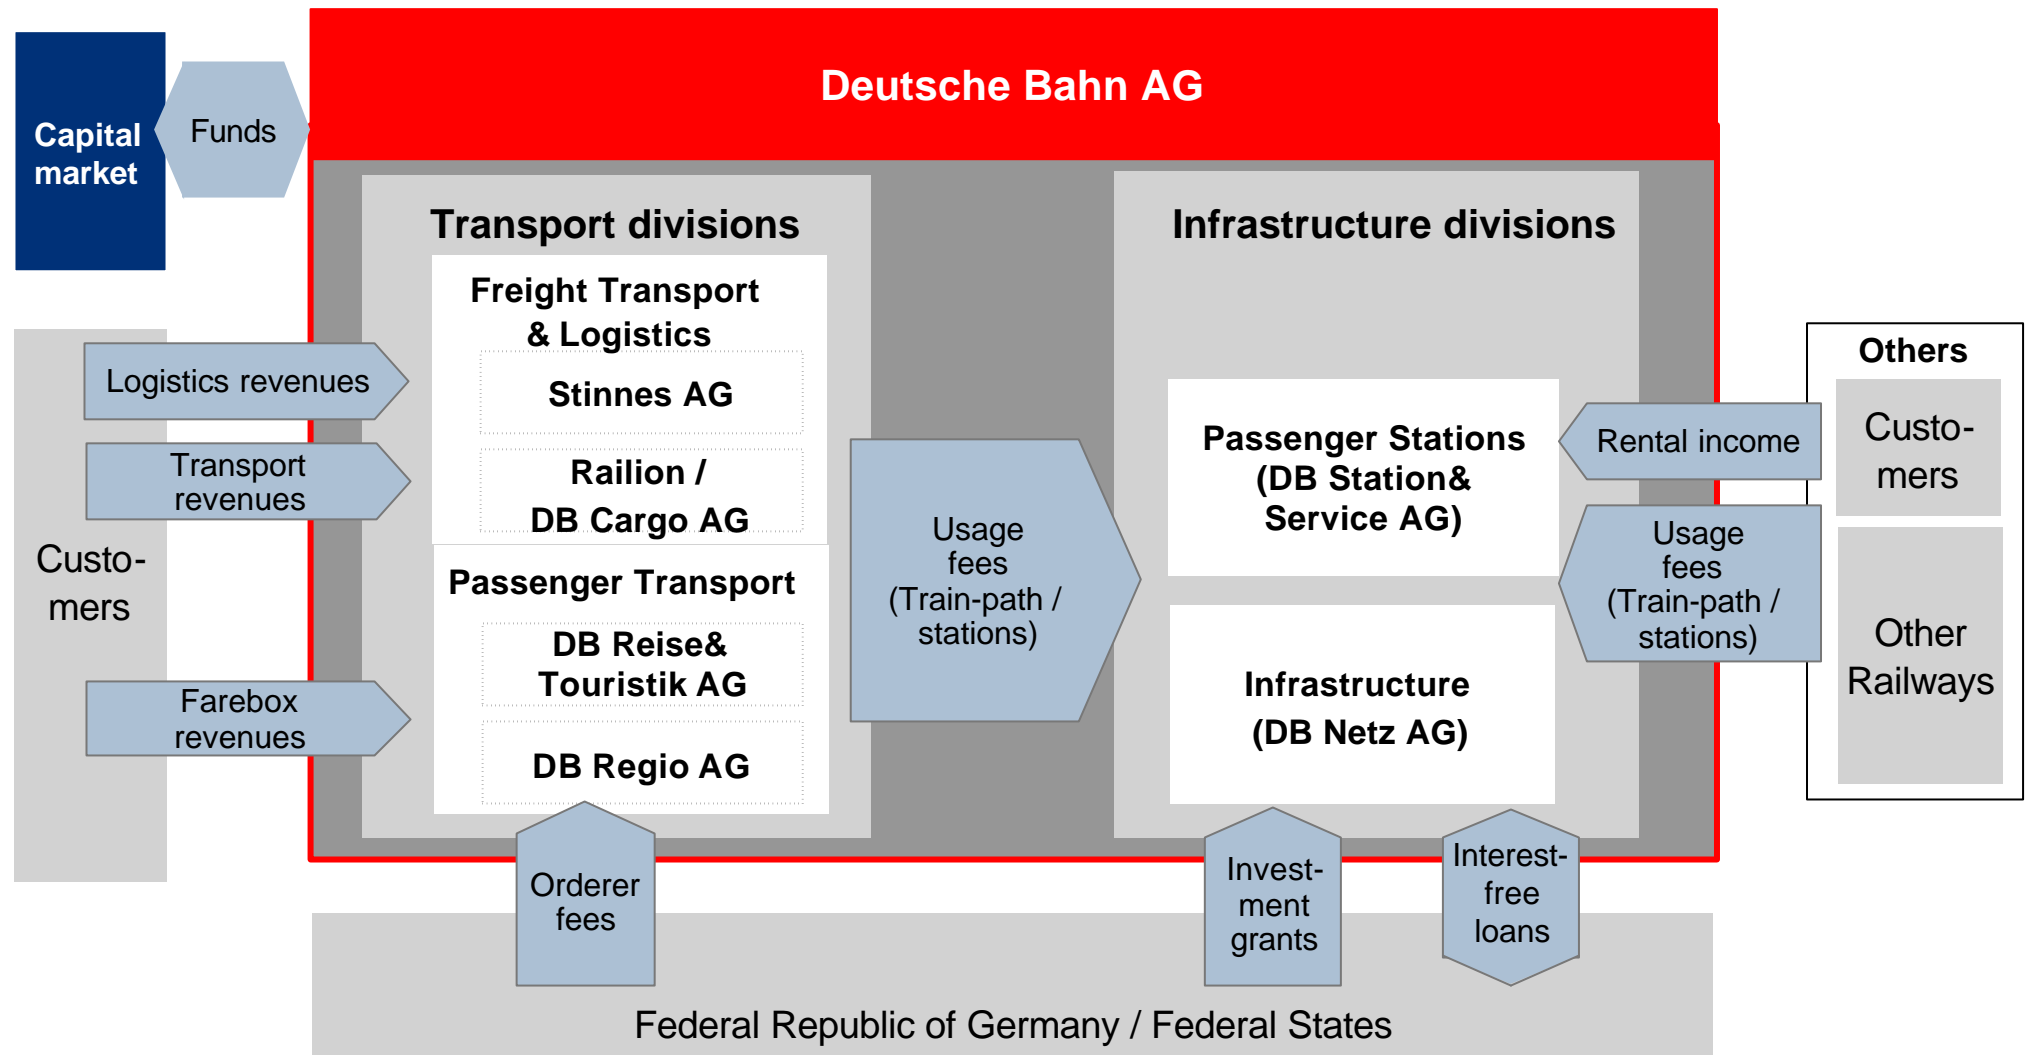 Deutsche Bahn AG
Capital
market
Funds
Transport divisions
Freight Transport
& Logistics
Stinnes AG
Railion /
DB Cargo AG
Passenger Transport
DB Reise&
Touristik AG
DB Regio AG
Custo-
mers
Logistics revenues
Transport
revenues
Farebox
revenues
Usage
fees
(Train-path /
stations)
Infrastructure divisions
Passenger Stations
(DB Station&
Service AG)
Infrastructure
(DB Netz AG)
Rental income
Usage
fees
(Train-path /
stations)
Others
Custo-
mers
Other
Railways
Orderer
fees
Invest-
ment
grants
Interest-
free
loans
Federal Republic of Germany / Federal States